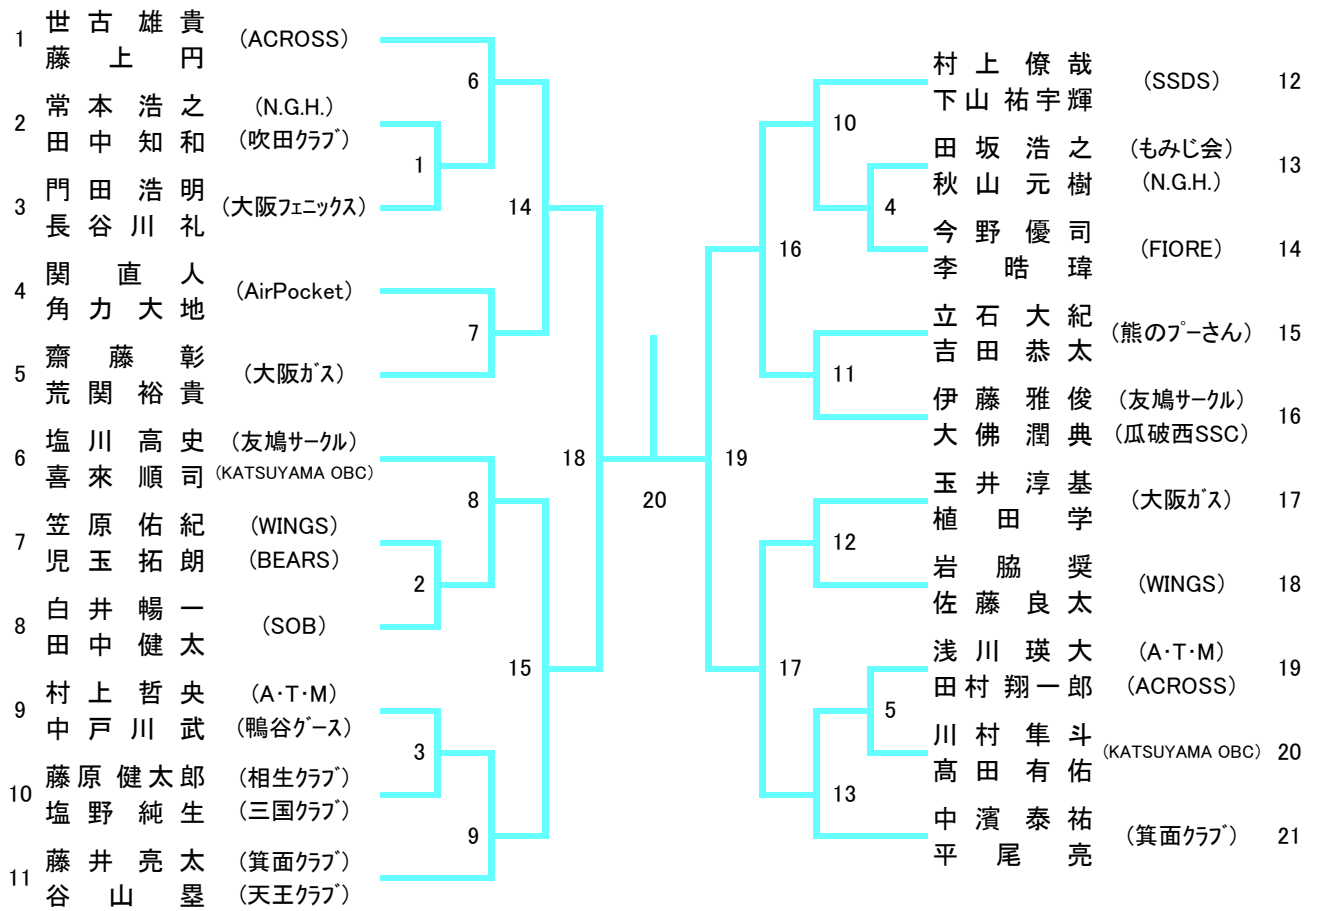 1 世古雄貴 (ACROSS)
藤上円
2 常本浩之 (N.G.H.)
田中知和 (吹田ｸﾗﾌﾞ)
3 門田浩明 (大阪ﾌｪﾆｯｸｽ)
長谷川礼
4 関直人 (AirPocket)
角力大地
5 齋藤彰 (大阪ｶﾞｽ)
荒関裕貴
6 塩川高史 (友鳩ｻｰｸﾙ)
喜來順司 (KATSUYAMA OBC)
7 笠原佑紀 (WINGS)
児玉拓朗 (BEARS)
8 白井暢一 (SOB)
田中健太
9 村上哲央 (A･T･M)
中戸川武 (鴨谷ｸﾞｰｽ)
10 藤原健太郎 (相生ｸﾗﾌﾞ)
塩野純生 (三国ｸﾗﾌﾞ)
11 藤井亮太 (箕面ｸﾗﾌﾞ)
谷山塁 (天王ｸﾗﾌﾞ)
6
1
14
7
18
8
2
15
3
9
20
19
10
4
16
11
12
17
5
13
村上僚哉 (SSDS) 12
下山祐宇輝
田坂浩之 (もみじ会) 13
秋山元樹 (N.G.H.)
今野優司 (FIORE) 14
李晧瑋
立石大紀 (熊のﾌﾟｰさん) 15
吉田恭太
伊藤雅俊 (友鳩ｻｰｸﾙ) 16
大佛潤典 (瓜破西SSC)
玉井淳基 (大阪ｶﾞｽ) 17
植田学
岩脇奨 (WINGS) 18
佐藤良太
浅川瑛大 (A･T･M) 19
田村翔一郎 (ACROSS)
川村隼斗 (KATSUYAMA OBC) 20
髙田有佑
中濱泰祐 (箕面ｸﾗﾌﾞ) 21
平尾亮